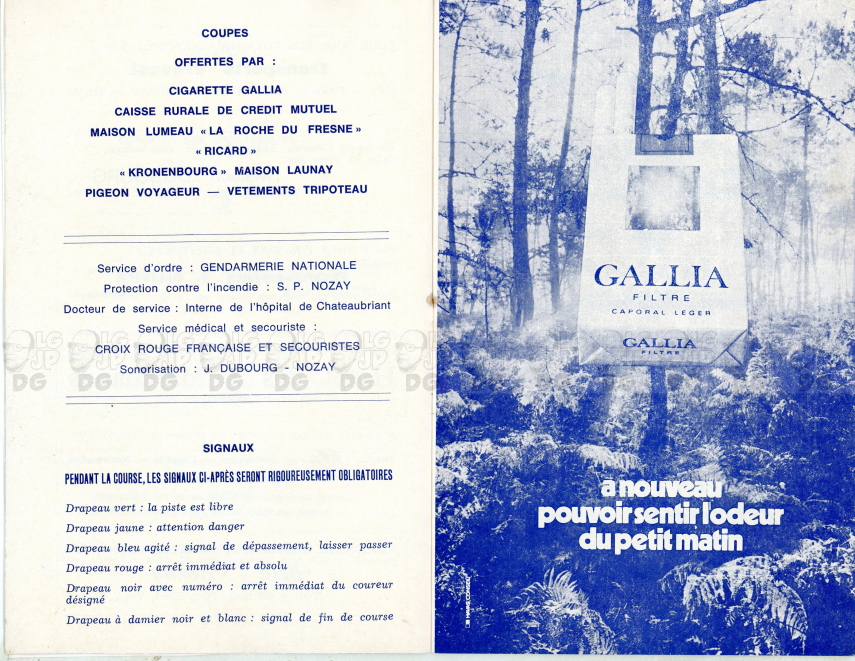 COUPES
OFFERTES PAR :
CIGARETTE GALLIA
CAISSE RURALE DE CREDIT MUTUEL
MAISON LUMEAU « LA ROCHE DU FRESNE »
« RICARD »
« KRONENBOURG » MAISON LAUNAY
PIGEON VOYAGEUR — VETEMENTS TRIPOTEAU
Service d'ordre : GENDARMERIE NATIONALE
Protection contre l'incendie : S. P. NOZAY
Docteur de service : Interne de l'hôpital de Chateaubriant
Service médical et secouriste :
CROIX ROUGE FRANÇAISE ET SECOURISTES
Sonorisation : J. DUBOURG - NOZAY
SIGNAUX
PENDANT LA COURSE, LES SIGNAUX CI-APRÈS SERONT RIGOUREUSEMENT OBLIGATOIRES
Drapeau vert : la piste est libre
Drapeau jaune : attention danger
Drapeau bleu agité : signal de dépassement, laisser passer
Drapeau rouge : arrêt immédiat et absolu
Drapeau noir avec numéro : arrêt immédiat du coureur
désigné
Drapeau à damier noir et blanc : signal de fin de course
GALLIA
FILTRE
CAPORAL LÉGER
GALLIA
FILTRE
à nouveau
pouvoir sentir l'odeur
du petit matin